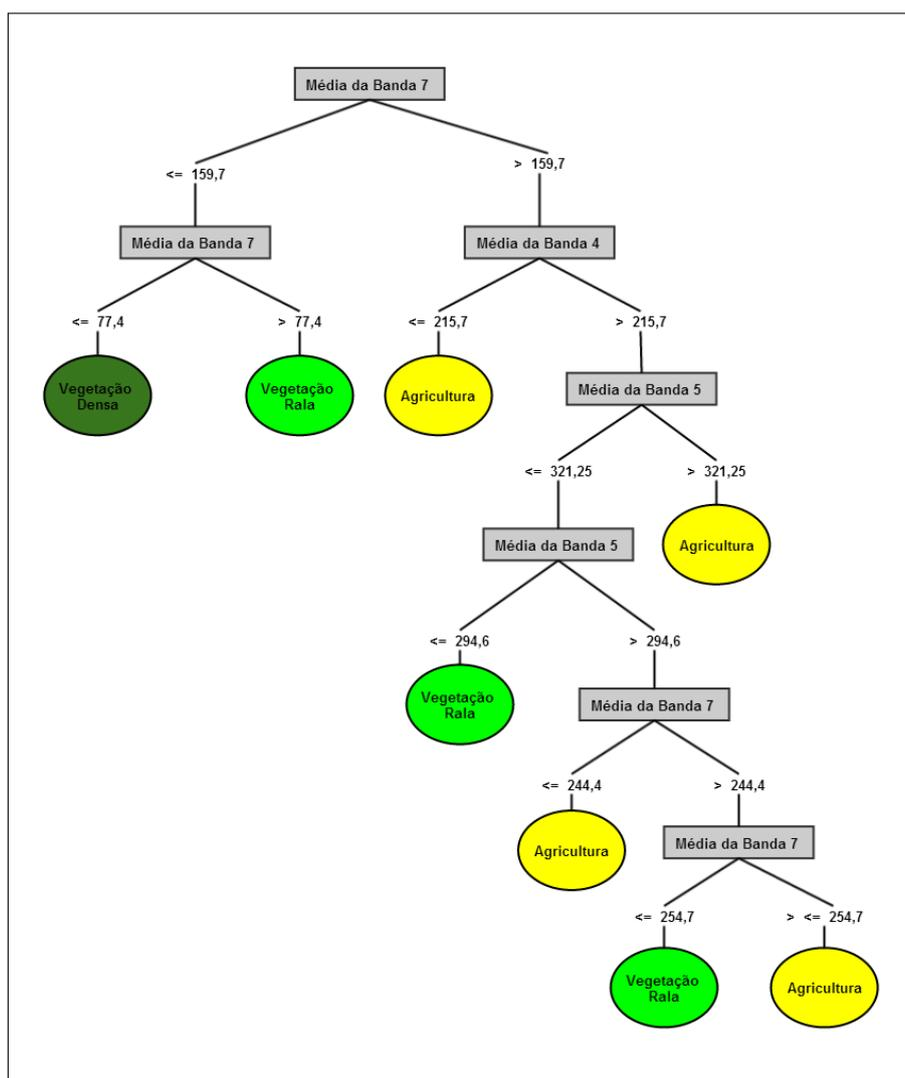 Média da Banda 7
<= 159,7
> 159,7
Média da Banda 7
Média da Banda 4
<= 77,4
> 77,4
<= 215,7
> 215,7
Vegetação
Densa
Vegetação
Rala
Agricultura
Média da Banda 5
<= 321,25
> 321,25
Média da Banda 5
Agricultura
<= 294,6
> 294,6
Vegetação
Rala
Média da Banda 7
<= 244,4
> 244,4
Agricultura
Média da Banda 7
<= 254,7
> <= 254,7
Vegetação
Rala
Agricultura